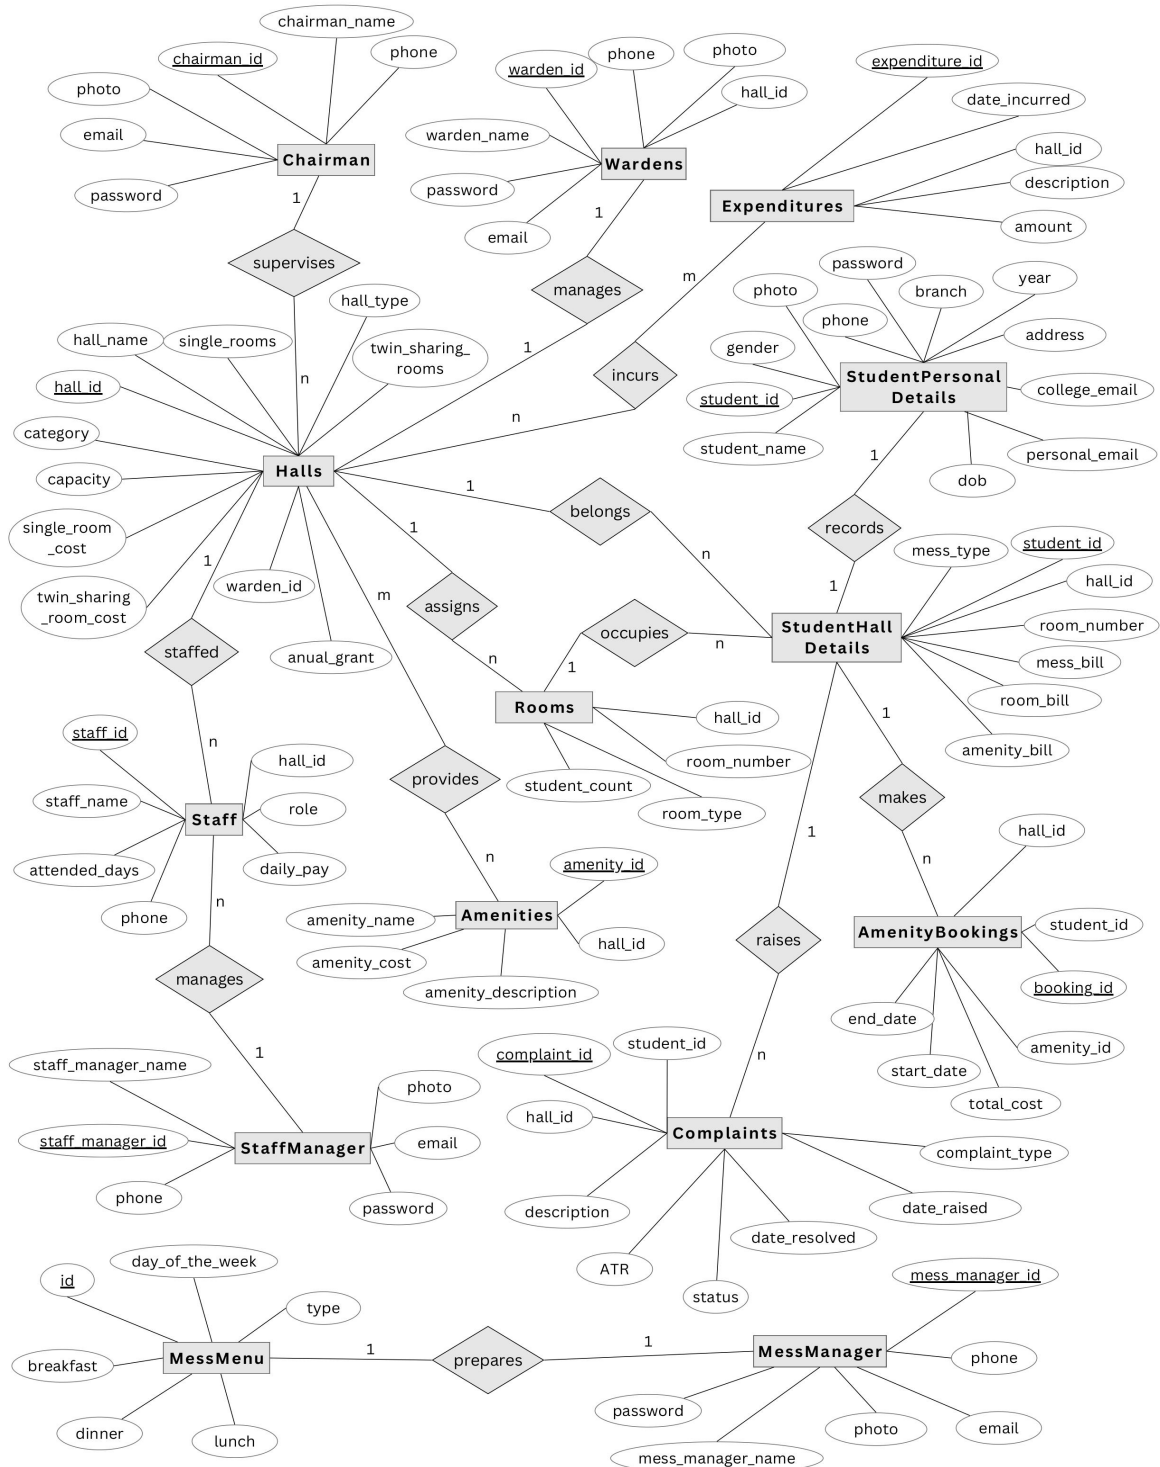 chairman_name
chairman_id
phone
photo
email
password
Chairman
1
supervises
n
warden_id
phone
photo
hall_id
warden_name
password
email
Wardens
1
manages
1
expenditure_id
date_incurred
hall_id
description
amount
Expenditures
m
incurs
n
password
year
photo
branch
phone
address
gender
StudentPersonal
Details
college_email
student_id
student_name
personal_email
dob
1
records
1
hall_type
hall_name
single_rooms
twin_sharing_
rooms
hall_id
category
capacity
single_room
_cost
twin_sharing
_room_cost
warden_id
anual_grant
Halls
1
belongs
n
1
assigns
n
1
staffed
n
m
provides
n
mess_type
student_id
hall_id
room_number
mess_bill
room_bill
amenity_bill
StudentHall
Details
occupies
n
1
Rooms
hall_id
room_number
student_count
room_type
staff_id
hall_id
staff_name
role
Staff
attended_days
daily_pay
phone
n
manages
1
amenity_id
amenity_name
Amenities
amenity_cost
hall_id
amenity_description
1
makes
n
hall_id
student_id
AmenityBookings
booking_id
end_date
amenity_id
start_date
total_cost
1
raises
n
student_id
complaint_id
hall_id
Complaints
complaint_type
description
date_raised
date_resolved
ATR
status
staff_manager_name
photo
staff_manager_id
email
StaffManager
phone
password
day_of_the_week
id
type
MessMenu
breakfast
dinner
lunch
1
prepares
1
mess_manager_id
MessManager
phone
password
photo
email
mess_manager_name